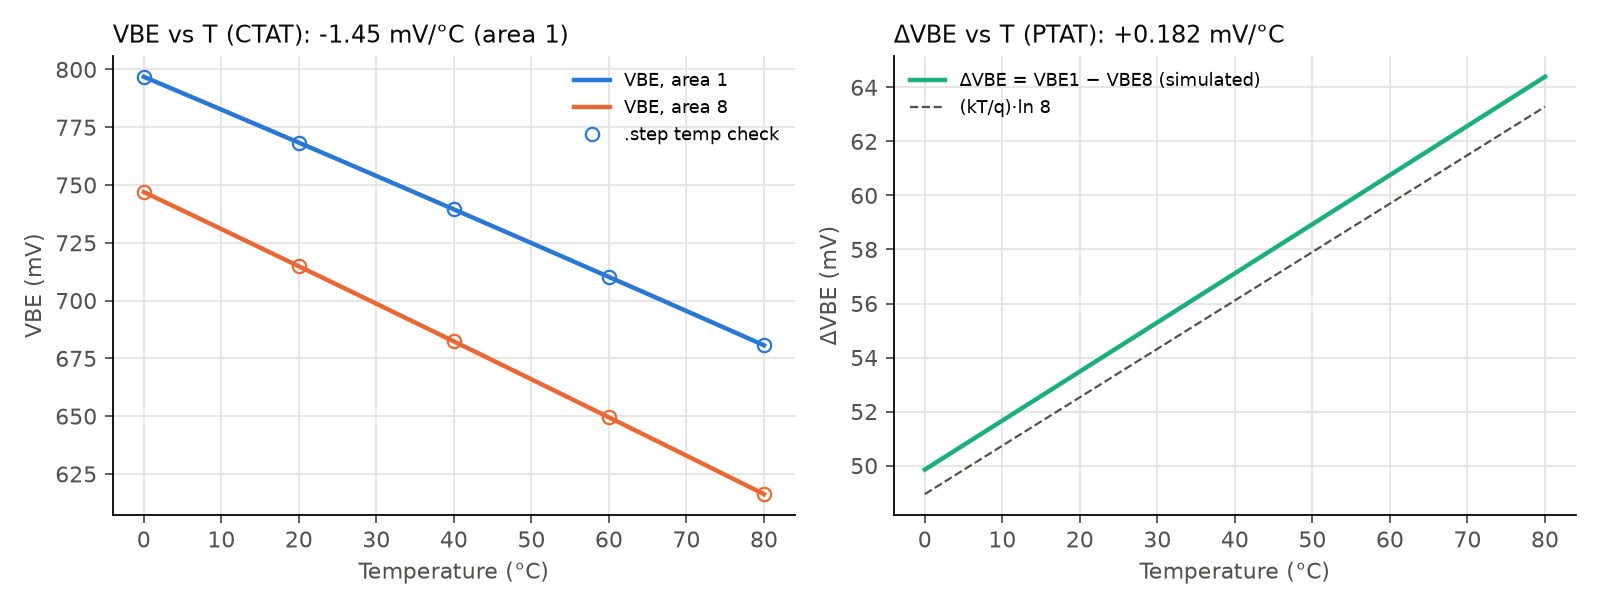 VBE vs T (CTAT): -1.45 mV/°C (area 1)
VBE, area 1
VBE, area 8
.step temp check
VBE (mV)
800
775
750
725
700
675
650
625
0 10 20 30 40 50 60 70 80
Temperature (°C)
ΔVBE vs T (PTAT): +0.182 mV/°C
ΔVBE = VBE1 − VBE8 (simulated)
(kT/q)·ln 8
ΔVBE (mV)
64
62
60
58
56
54
52
50
0 10 20 30 40 50 60 70 80
Temperature (°C)